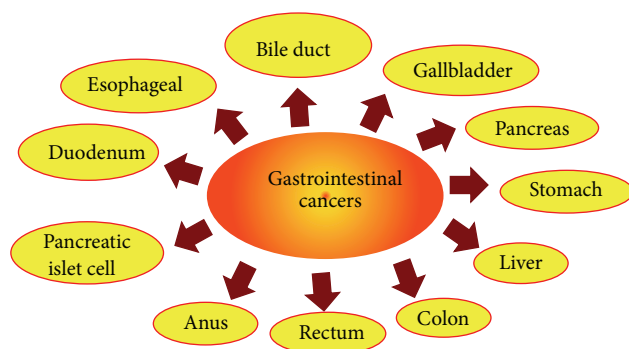 Bile duct
Esophageal
Gallbladder
Duodenum
Pancreas
Gastrointestinal
cancers
Stomach
Pancreatic
islet cell
Liver
Anus
Rectum
Colon